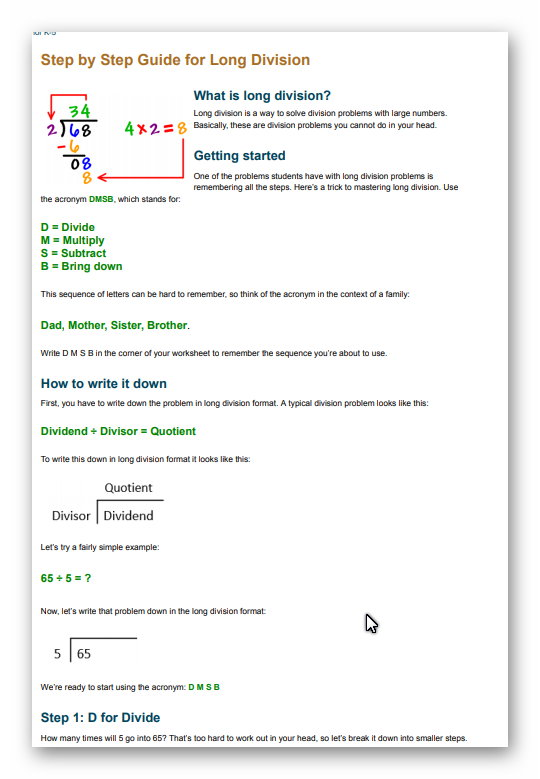 for K-5
Step by Step Guide for Long Division
34
2)68
-6
08
8
4×2=8
What is long division?
Long division is a way to solve division problems with large numbers.
Basically, these are division problems you cannot do in your head.
Getting started
One of the problems students have with long division problems is
remembering all the steps. Here's a trick to mastering long division. Use
the acronym DMSB, which stands for:
D = Divide
M = Multiply
S = Subtract
B = Bring down
This sequence of letters can be hard to remember, so think of the acronym in the context of a family:
Dad, Mother, Sister, Brother.
Write D M S B in the corner of your worksheet to remember the sequence you're about to use.
How to write it down
First, you have to write down the problem in long division format. A typical division problem looks like this:
Dividend ÷ Divisor = Quotient
To write this down in long division format it looks like this:
Quotient
Divisor Dividend
Let's try a fairly simple example:
65 ÷ 5 = ?
Now, let's write that problem down in the long division format:
5 65
We're ready to start using the acronym: D M S B
Step 1: D for Divide
How many times will 5 go into 65? That's too hard to work out in your head, so let's break it down into smaller steps.